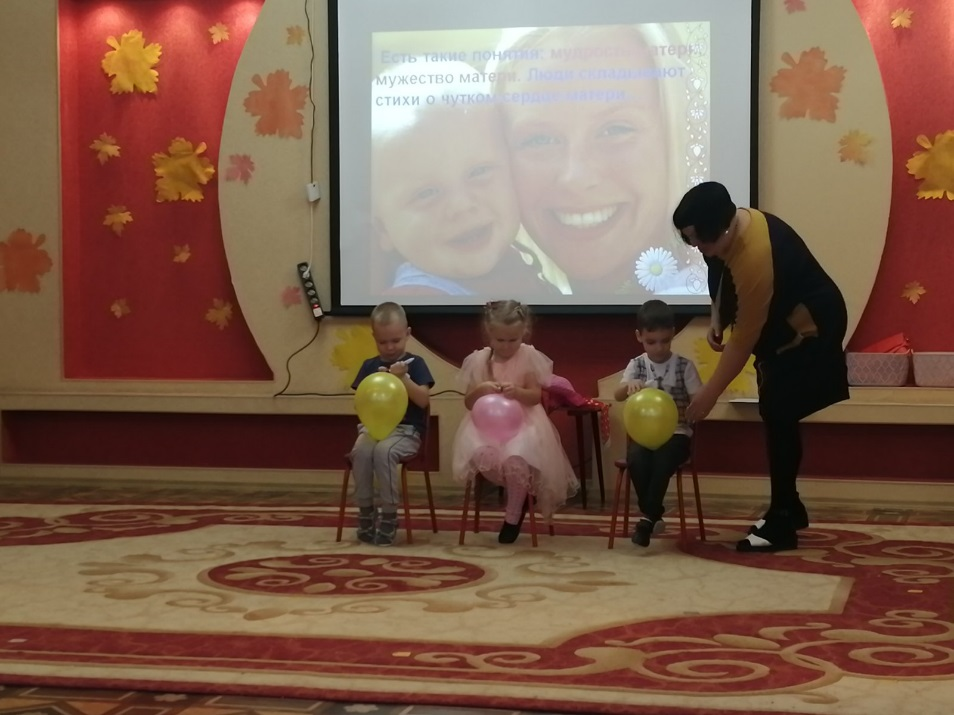 Есть такие понятия: мудрость матери,
мужество матери. Люди складывают
стихи о чутком сердце матери.